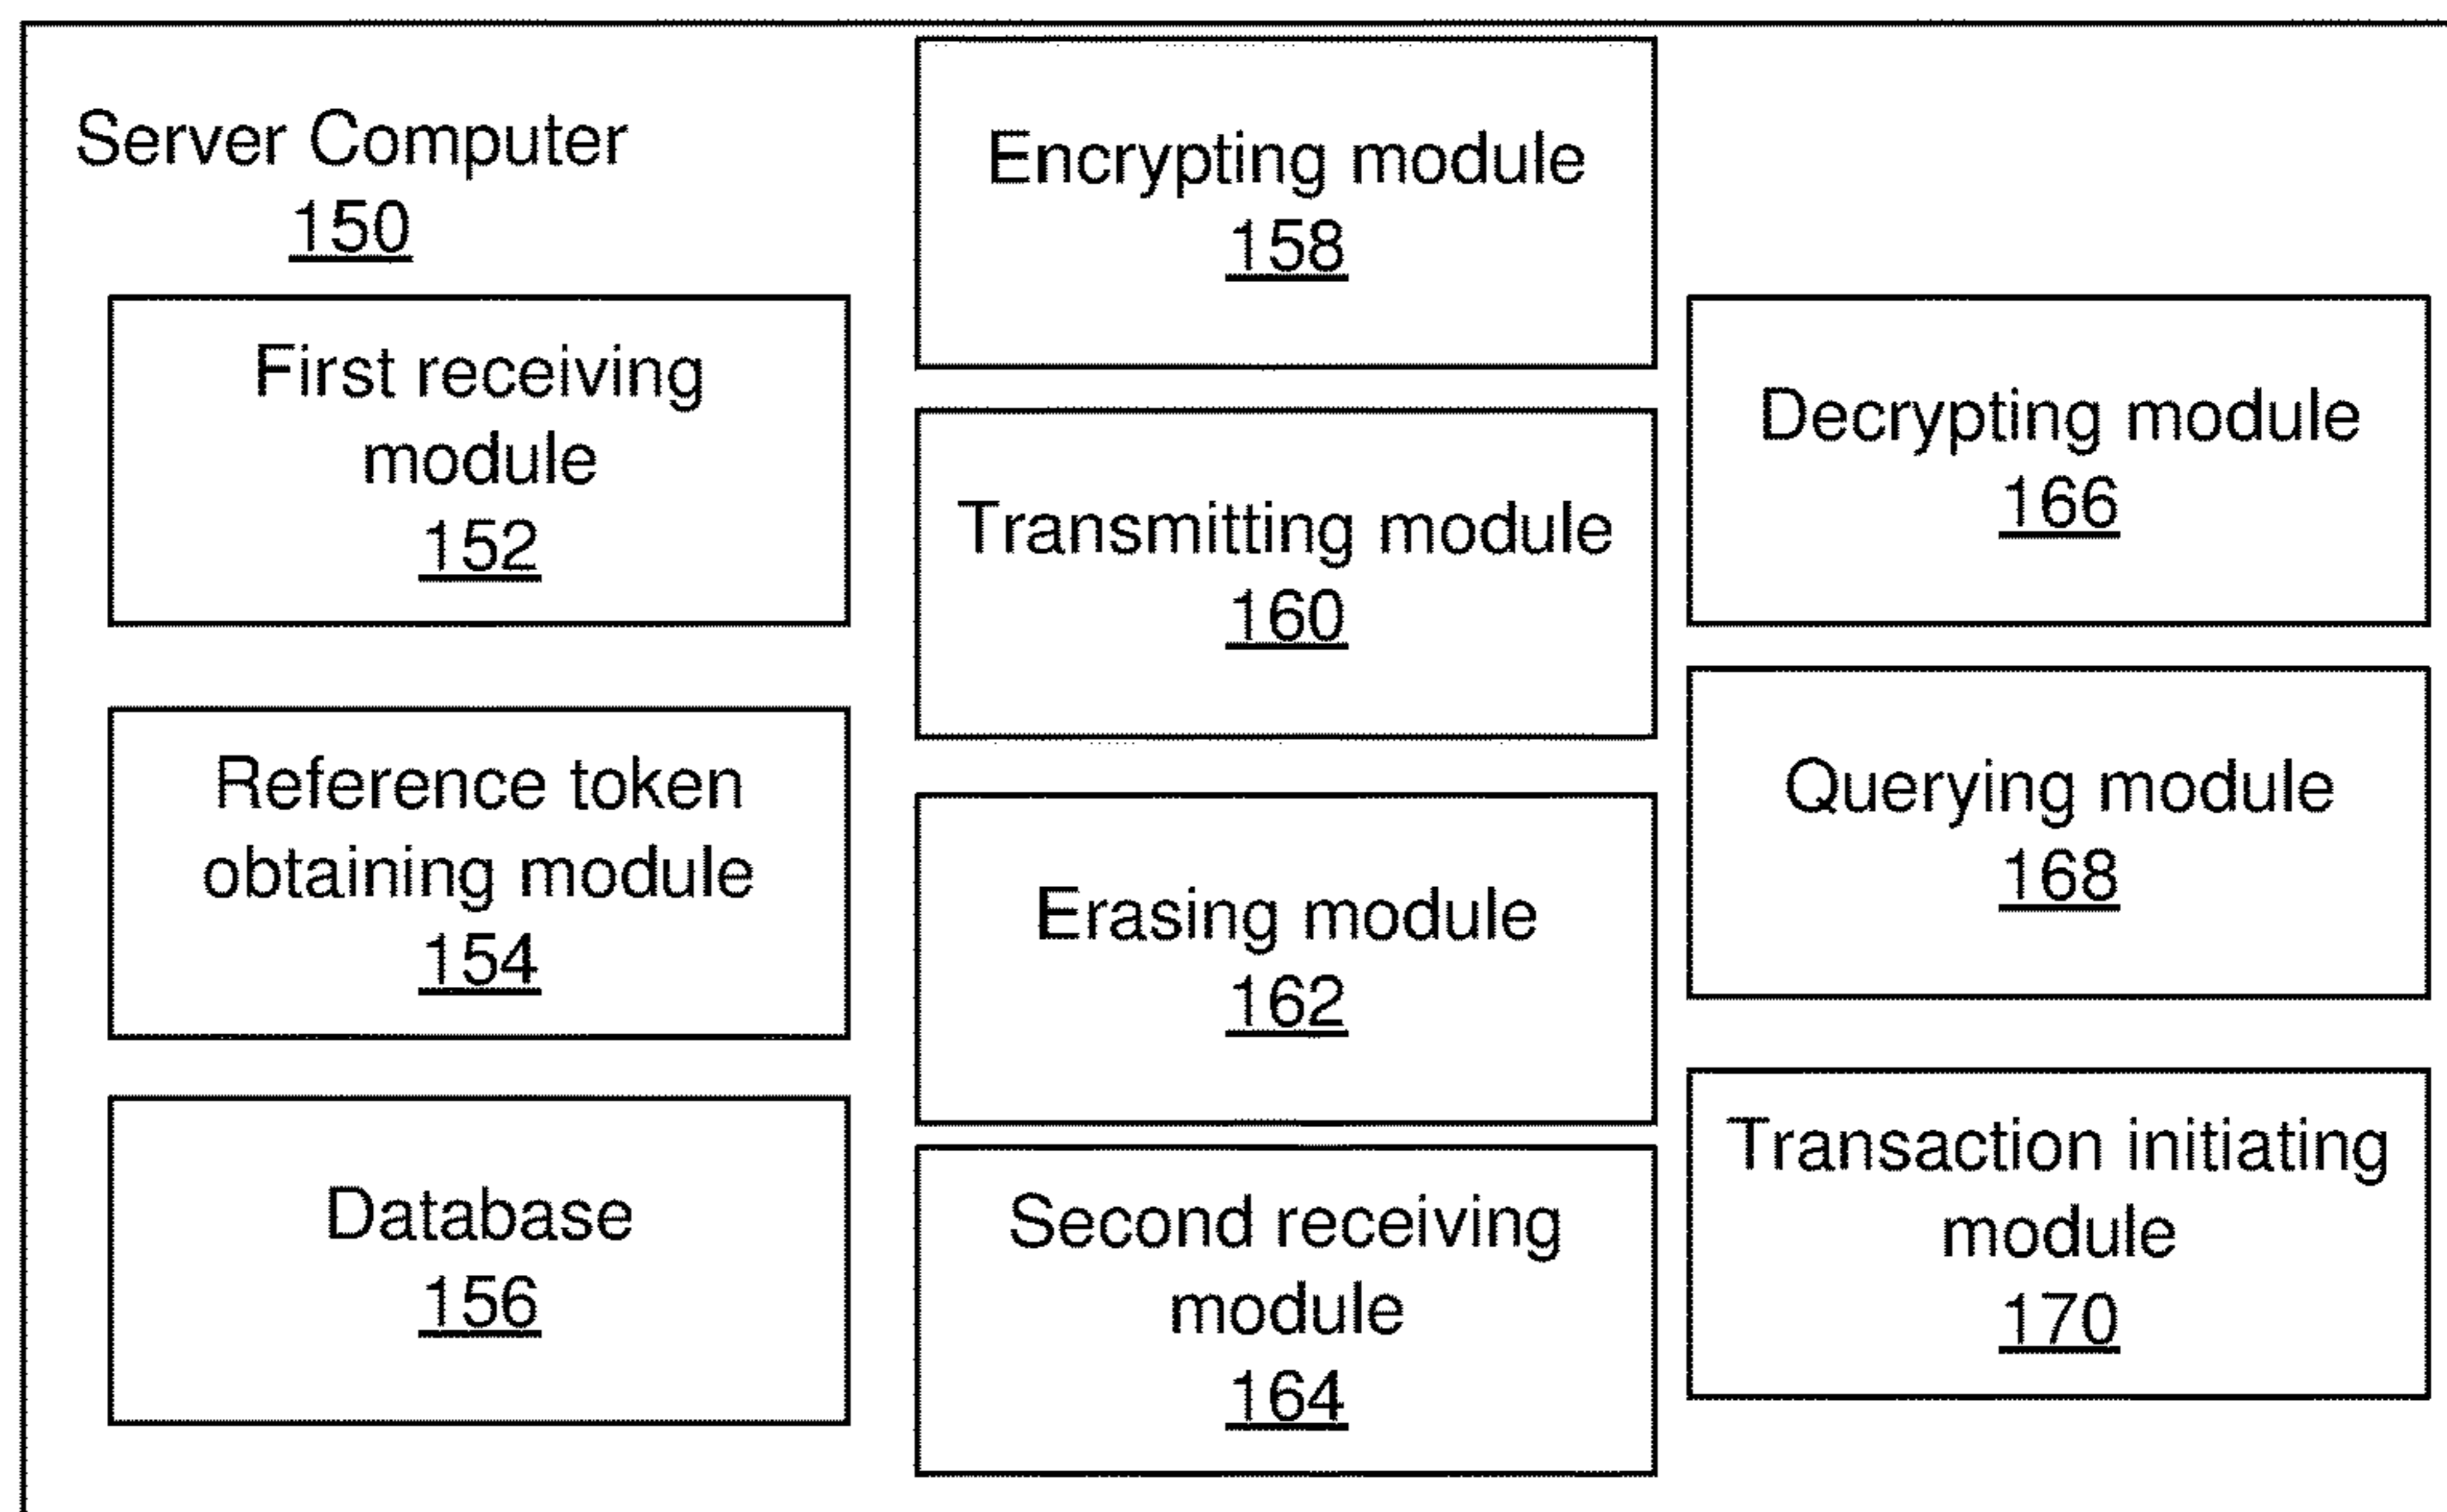 Server Computer
150
First receiving
module
152
Reference token
obtaining module
154
Database
156
Encrypting module
158
Transmitting module
160
Erasing module
162
Second receiving
module
164
Decrypting module
166
Querying module
168
Transaction initiating
module
170